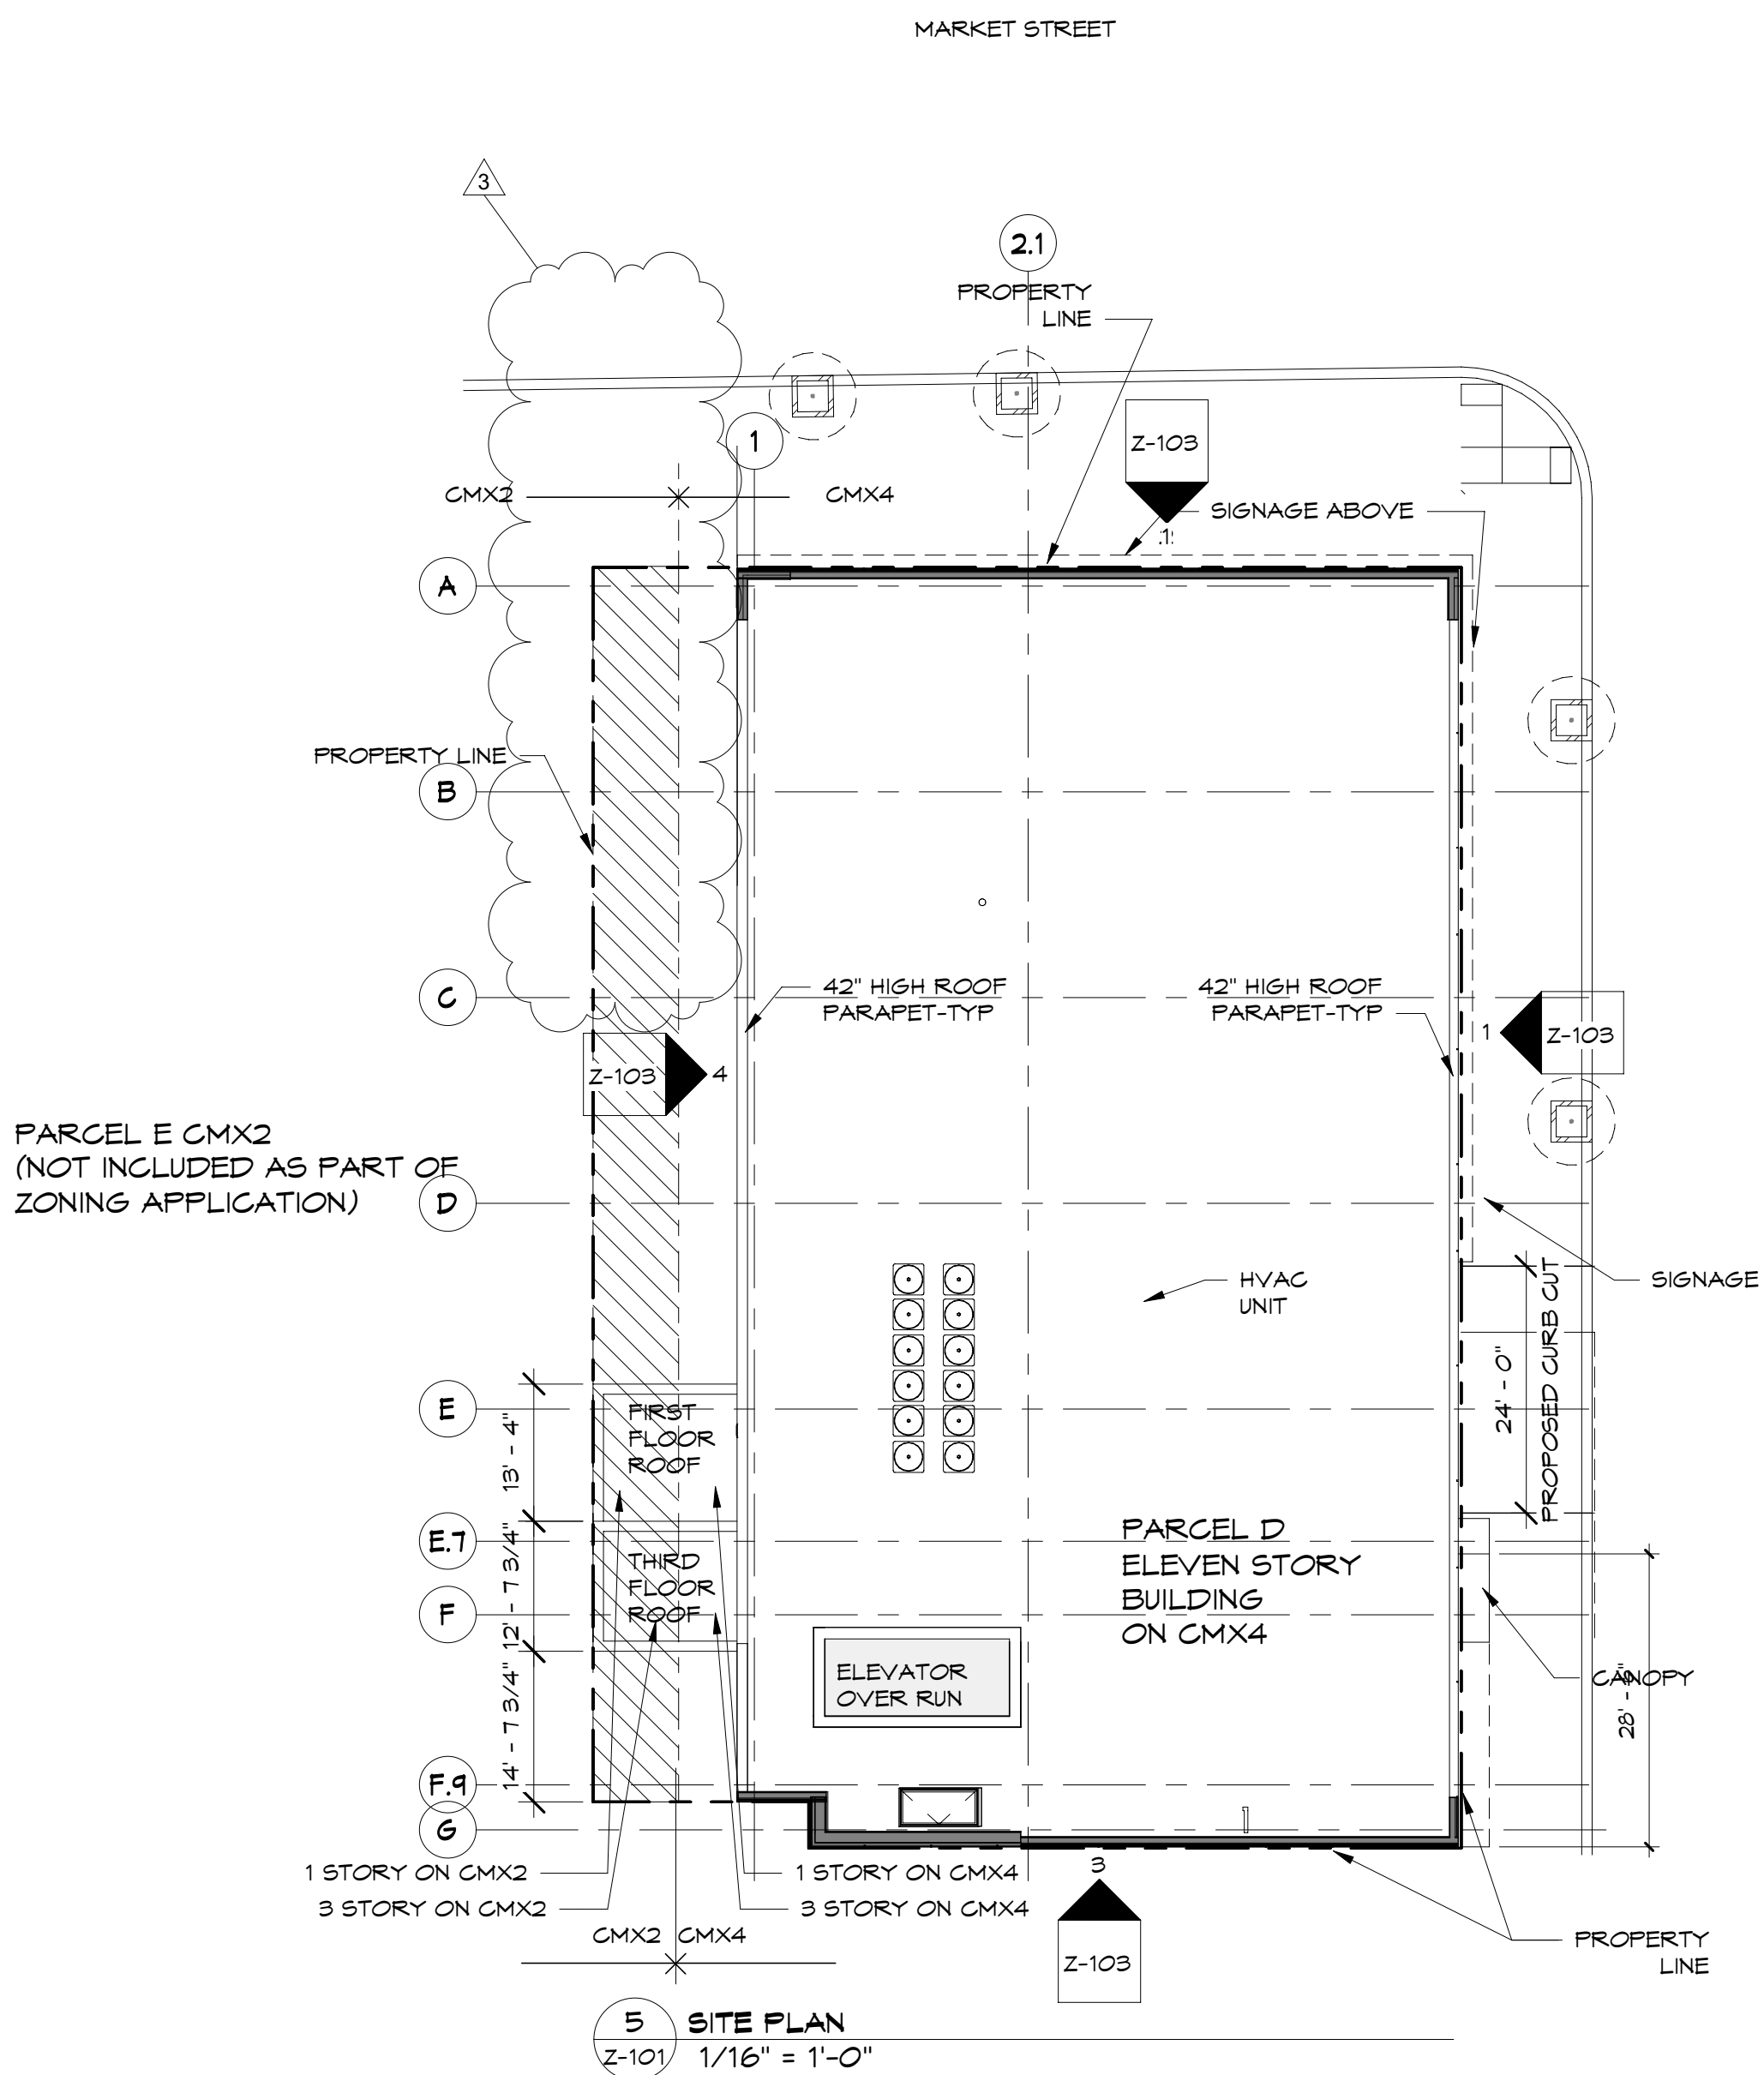 MARKET STREET
3
2.1
PROPERTY
LINE
1
Z-103
CMX2
CMX4
SIGNAGE ABOVE
A
PROPERTY LINE
B
C
42" HIGH ROOF
PARAPET-TYP
42" HIGH ROOF
PARAPET-TYP
1
Z-103
Z-103
4
PARCEL E CMX2
(NOT INCLUDED AS PART OF
ZONING APPLICATION)
D
HVAC
UNIT
SIGNAGE
24' - 0"
PROPOSED CURB CUT
E
13' - 4"
FIRST
FLOOR
ROOF
E.7
12' - 7 3/4"
THIRD
FLOOR
ROOF
F
PARCEL D
ELEVEN STORY
BUILDING
ON CMX4
ELEVATOR
OVER RUN
CANOPY
14' - 7 3/4"
F.9
G
1 STORY ON CMX2
1 STORY ON CMX4
3
3 STORY ON CMX2
3 STORY ON CMX4
CMX2
CMX4
Z-103
PROPERTY
LINE
5
SITE PLAN
Z-101
1/16" = 1'-0"